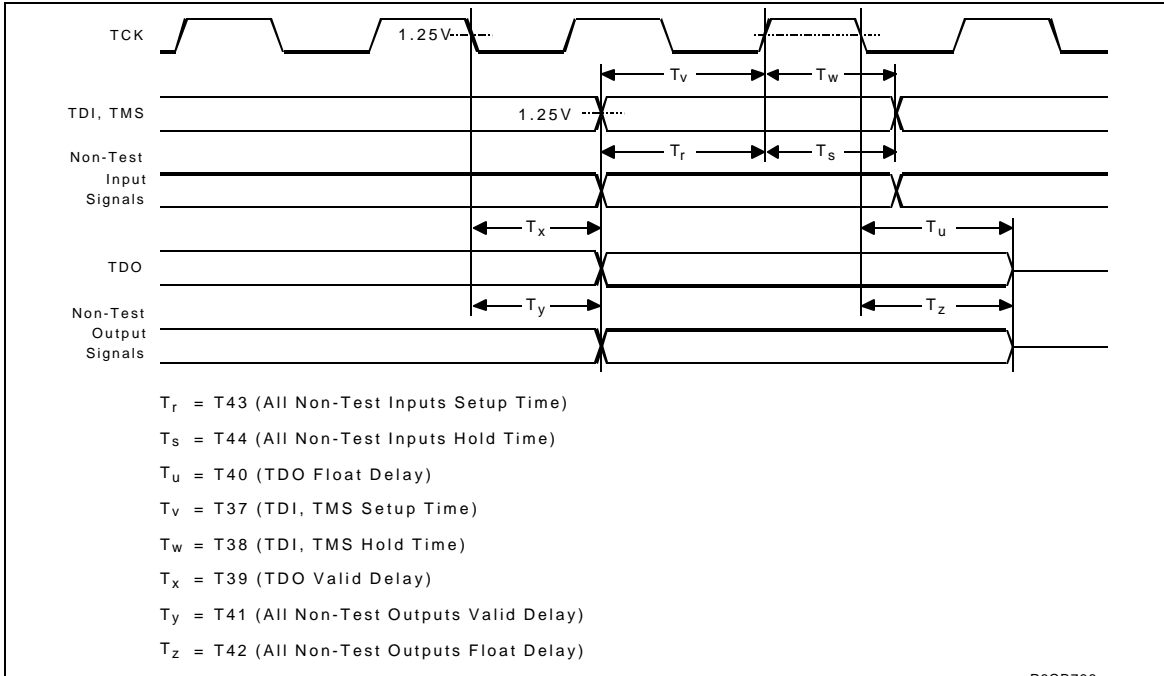 TCK
1.25V
Tv
Tw
TDI, TMS
1.25V
Non-Test
Input
Signals
Tr
Ts
Tx
Tu
TDO
Non-Test
Output
Signals
Ty
Tz
Tr = T43 (All Non-Test Inputs Setup Time)
Ts = T44 (All Non-Test Inputs Hold Time)
Tu = T40 (TDO Float Delay)
Tv = T37 (TDI, TMS Setup Time)
Tw = T38 (TDI, TMS Hold Time)
Tx = T39 (TDO Valid Delay)
Ty = T41 (All Non-Test Outputs Valid Delay)
Tz = T42 (All Non-Test Outputs Float Delay)